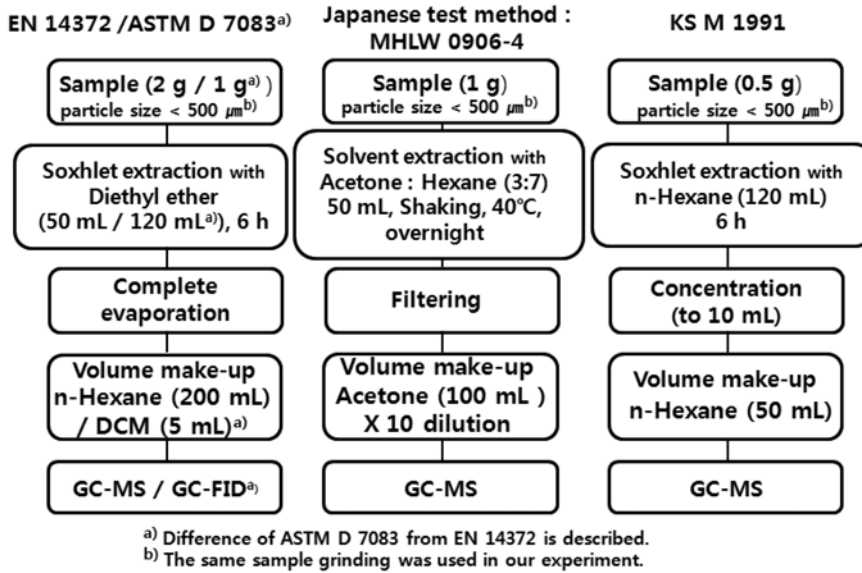 EN 14372 /ASTM D 7083a)
Sample (2 g / 1 ga) )
particle size < 500 ㎛b)
Soxhlet extraction with
Diethyl ether
(50 mL / 120 mLa)), 6 h
Complete
evaporation
Volume make-up
n-Hexane (200 mL)
/ DCM (5 mL)a)
GC-MS / GC-FIDa)
Japanese test method :
MHLW 0906-4
Sample (1 g)
particle size < 500 ㎛b)
Solvent extraction with
Acetone : Hexane (3:7)
50 mL, Shaking, 40℃,
overnight
Filtering
Volume make-up
Acetone (100 mL )
X 10 dilution
GC-MS
KS M 1991
Sample (0.5 g)
particle size < 500 ㎛b)
Soxhlet extraction with
n-Hexane (120 mL)
6 h
Concentration
(to 10 mL)
Volume make-up
n-Hexane (50 mL)
GC-MS
a) Difference of ASTM D 7083 from EN 14372 is described.
b) The same sample grinding was used in our experiment.